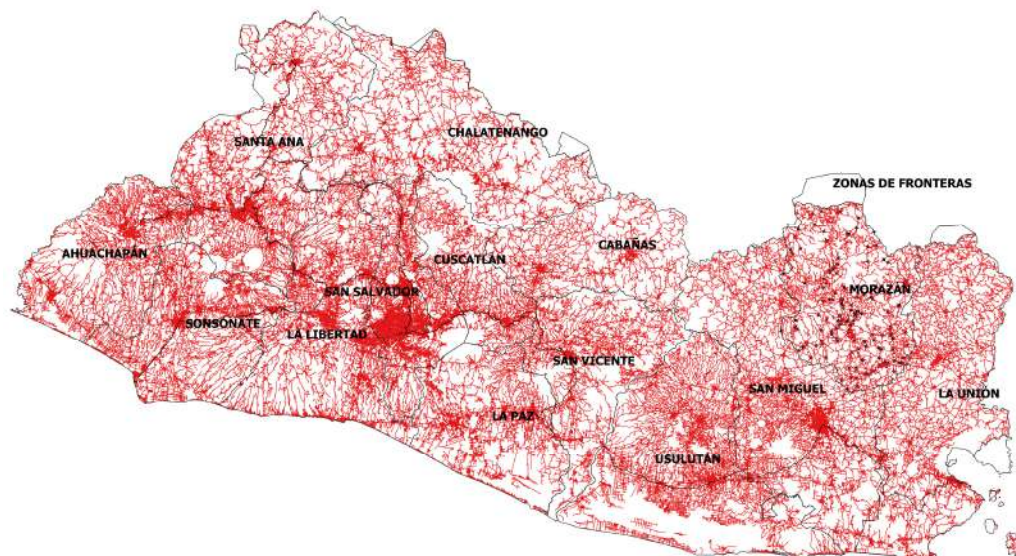 CHALATENANGO
SANTA ANA
ZONAS DE FRONTERAS
AHUACHAPÁN
CABAÑAS
CUSCATLÁN
SAN SALVADOR
MORAZÁN
SONSONATE
LA LIBERTAD
SAN VICENTE
SAN MIGUEL
LA UNIÓN
LA PAZ
USULUTÁN